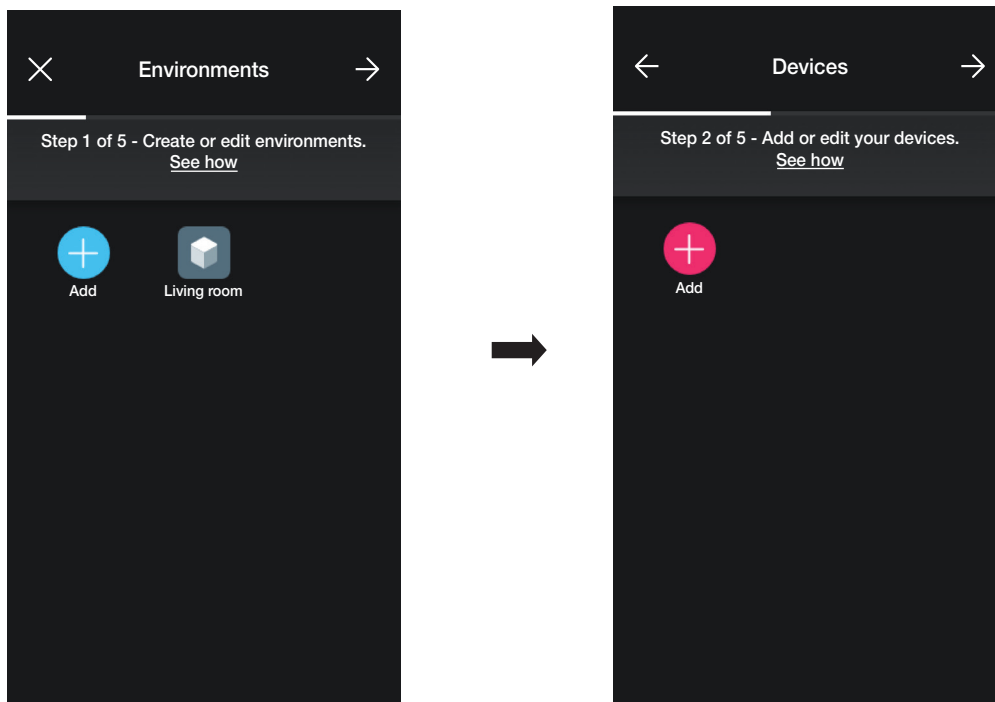 Environments
Step 1 of 5 - Create or edit environments.
See how
Add
Living room
Devices
Step 2 of 5 - Add or edit your devices.
See how
Add